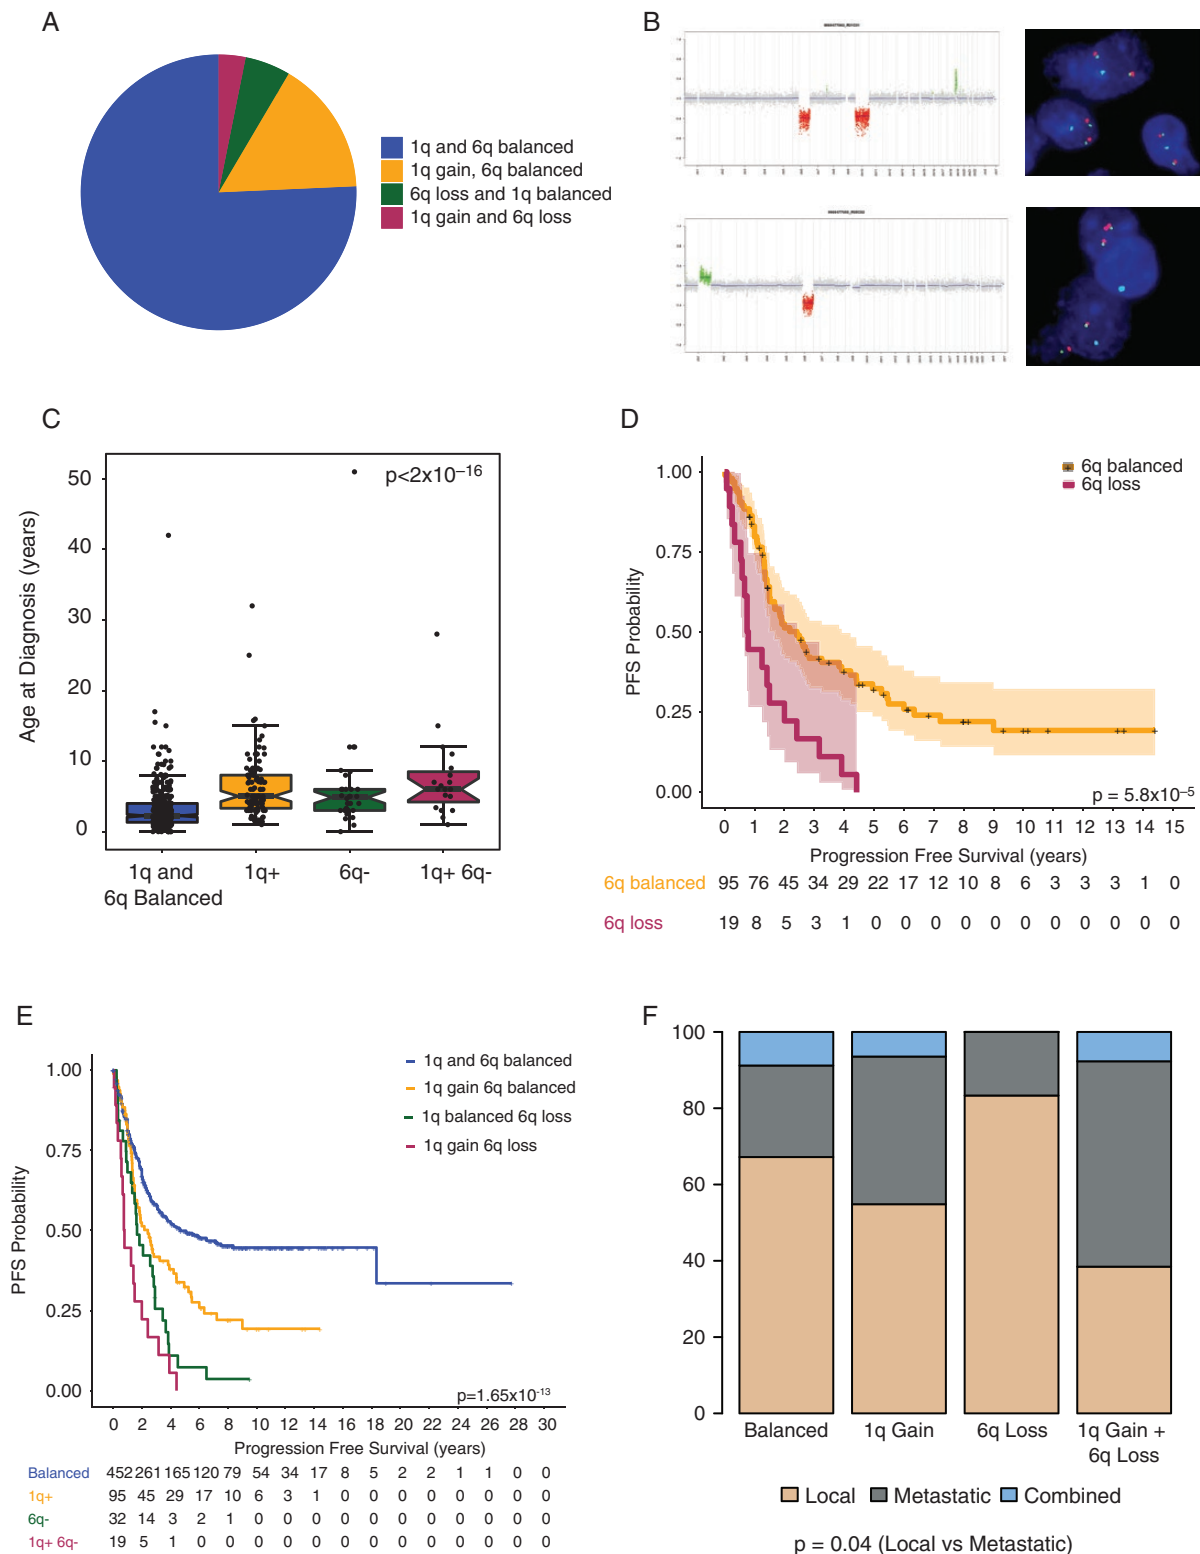 A
1q and 6q balanced
1q gain, 6q balanced
6q loss and 1q balanced
1q gain and 6q loss
B
C
p<2x10⁻¹⁶
Age at Diagnosis (years)
50
40
30
20
10
0
1q and
6q Balanced
1q+
6q-
1q+ 6q-
D
6q balanced
6q loss
PFS Probability
1.00
0.75
0.50
0.25
0.00
p = 5.8x10⁻⁵
0 1 2 3 4 5 6 7 8 9 10 11 12 13 14 15
Progression Free Survival (years)
6q balanced 95 76 45 34 29 22 17 12 10 8 6 3 3 3 1 0
6q loss 19 8 5 3 1 0 0 0 0 0 0 0 0 0 0 0
E
1q and 6q balanced
1q gain 6q balanced
1q balanced 6q loss
1q gain 6q loss
PFS Probability
1.00
0.75
0.50
0.25
0.00
p=1.65x10⁻¹³
0 2 4 6 8 10 12 14 16 18 20 22 24 26 28 30
Progression Free Survival (years)
Balanced 452 261 165 120 79 54 34 17 8 5 2 2 1 1 0 0
1q+ 95 45 29 17 10 6 3 1 0 0 0 0 0 0 0 0
6q- 32 14 3 2 1 0 0 0 0 0 0 0 0 0 0 0
1q+ 6q- 19 5 1 0 0 0 0 0 0 0 0 0 0 0 0 0
F
100
80
60
40
20
0
Balanced
1q Gain
6q Loss
1q Gain +
6q Loss
Local Metastatic Combined
p = 0.04 (Local vs Metastatic)